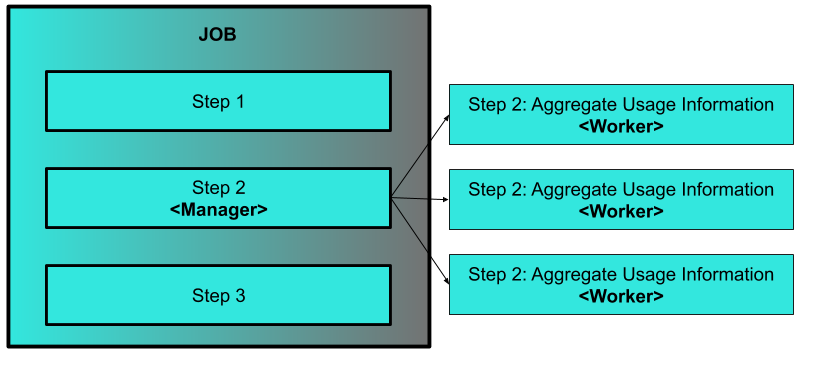 JOB
Step 1
Step 2
<Manager>
Step 3
Step 2: Aggregate Usage Information
<Worker>
Step 2: Aggregate Usage Information
<Worker>
Step 2: Aggregate Usage Information
<Worker>